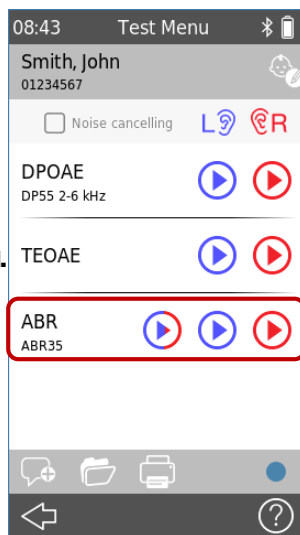 08:43 Test Menu
Smith, John
01234567
Noise cancelling L R
DPOAE
DP55 2-6 kHz
TEOAE
ABR
ABR35
?